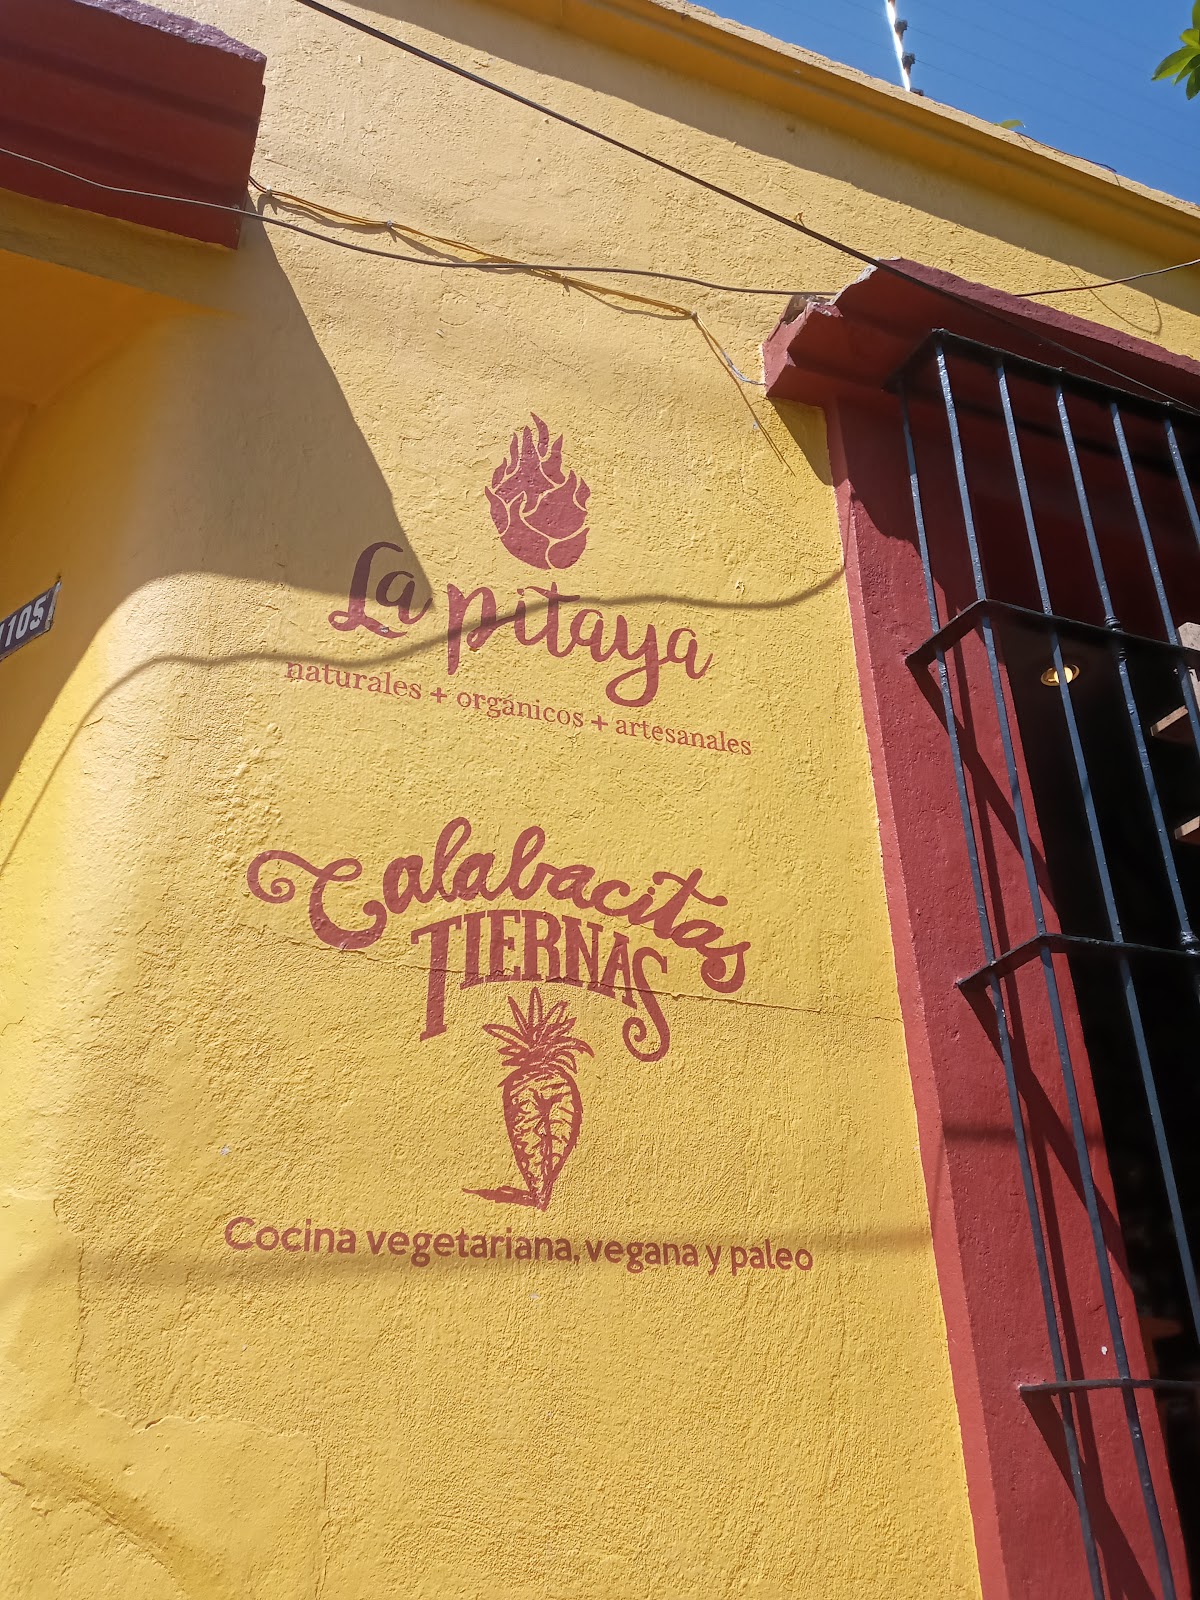 1105
La pitaya
naturales + orgánicos + artesanales
Calabacitas
TIERNAS
Cocina vegetariana, vegana y paleo